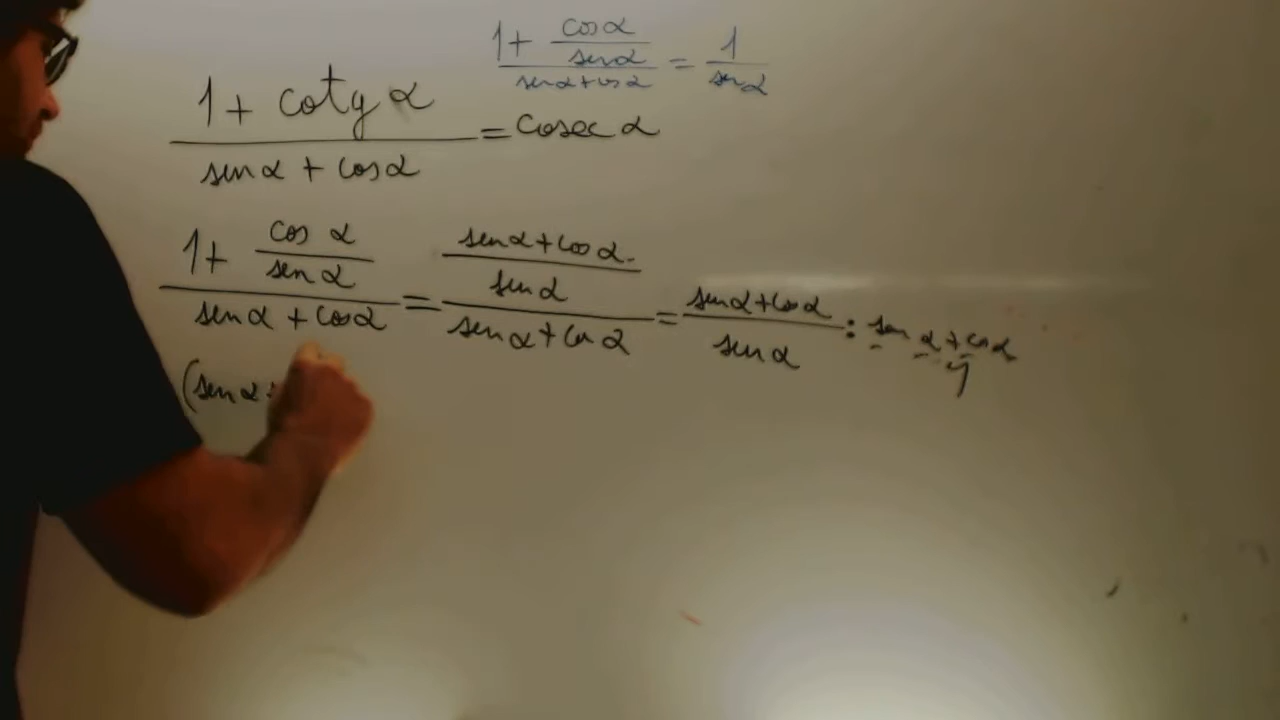 1 + cos α / sen α / sen α + cos α = 1 / sen α
1 + cotg α / sen α + cos α = cosec α
1 + cos α / sen α / sen α + cos α = sen α + cos α / sen α / sen α + cos α = sen α + cos α / sen α : sen α + cos α / 1
(sen α +